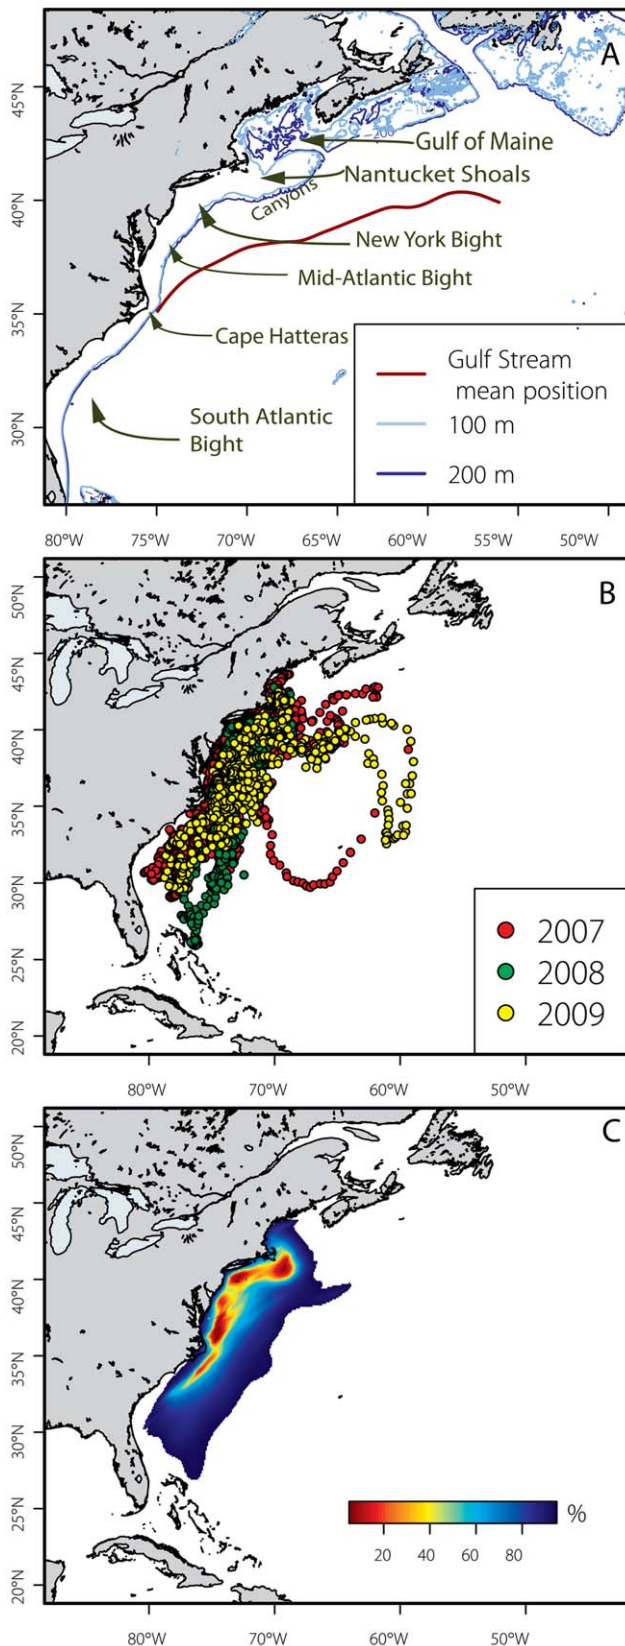 A
45°N
200
Gulf of Maine
Nantucket Shoals
40°N
Canyons
New York Bight
Mid-Atlantic Bight
35°N
Cape Hatteras
Gulf Stream
mean position
100 m
200 m
30°N
South Atlantic
Bight
80°W 75°W 70°W 65°W 60°W 55°W 50°W
B
50°N
45°N
40°N
35°N
30°N
25°N
20°N
2007
2008
2009
80°W 70°W 60°W 50°W
C
50°N
45°N
40°N
35°N
30°N
25°N
20°N
%
20 40 60 80
80°W 70°W 60°W 50°W